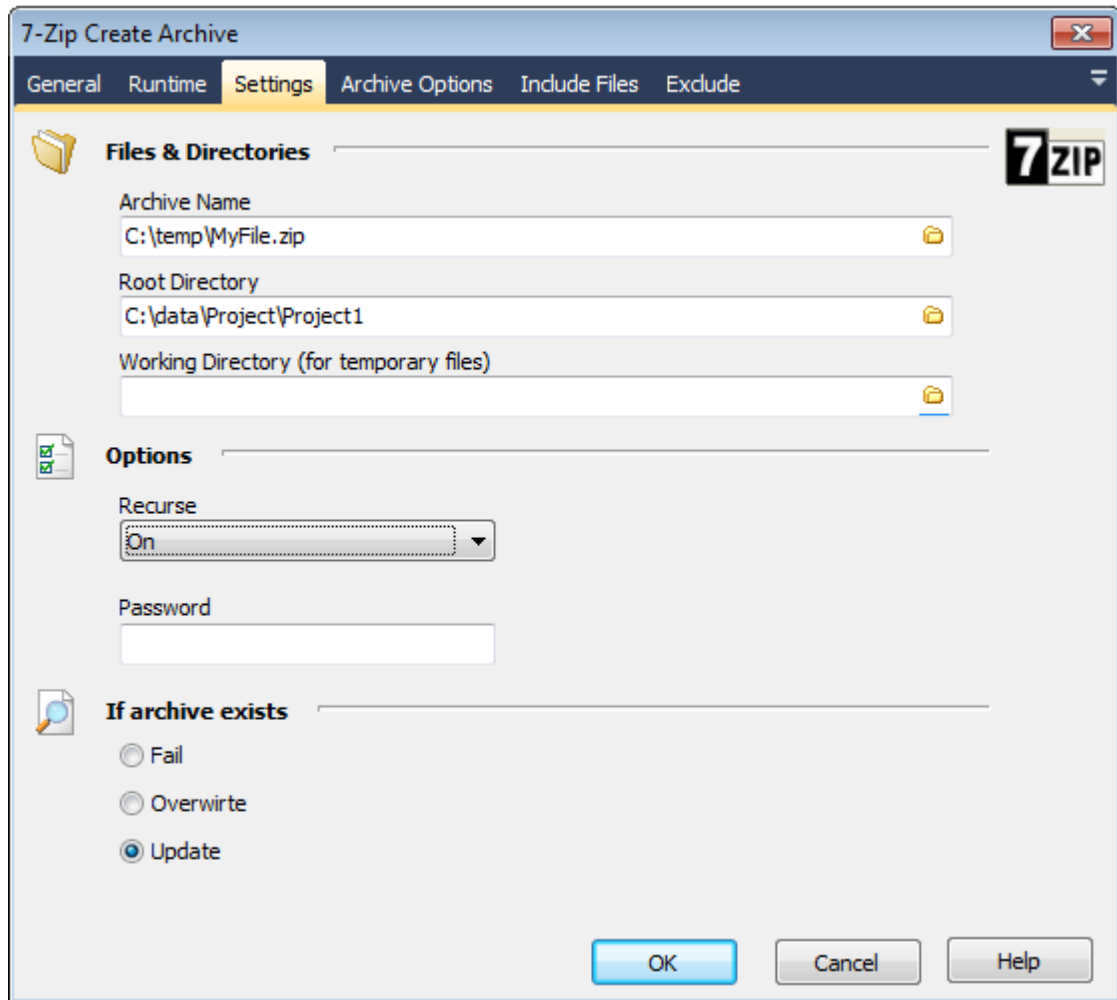 7-Zip Create Archive
General Runtime Settings Archive Options Include Files Exclude
Files & Directories
7 ZIP
Archive Name
C:\temp\MyFile.zip
Root Directory
C:\data\Project\Project1
Working Directory (for temporary files)
Options
Recurse
On
Password
If archive exists
Fail
Overwirte
Update
OK Cancel Help